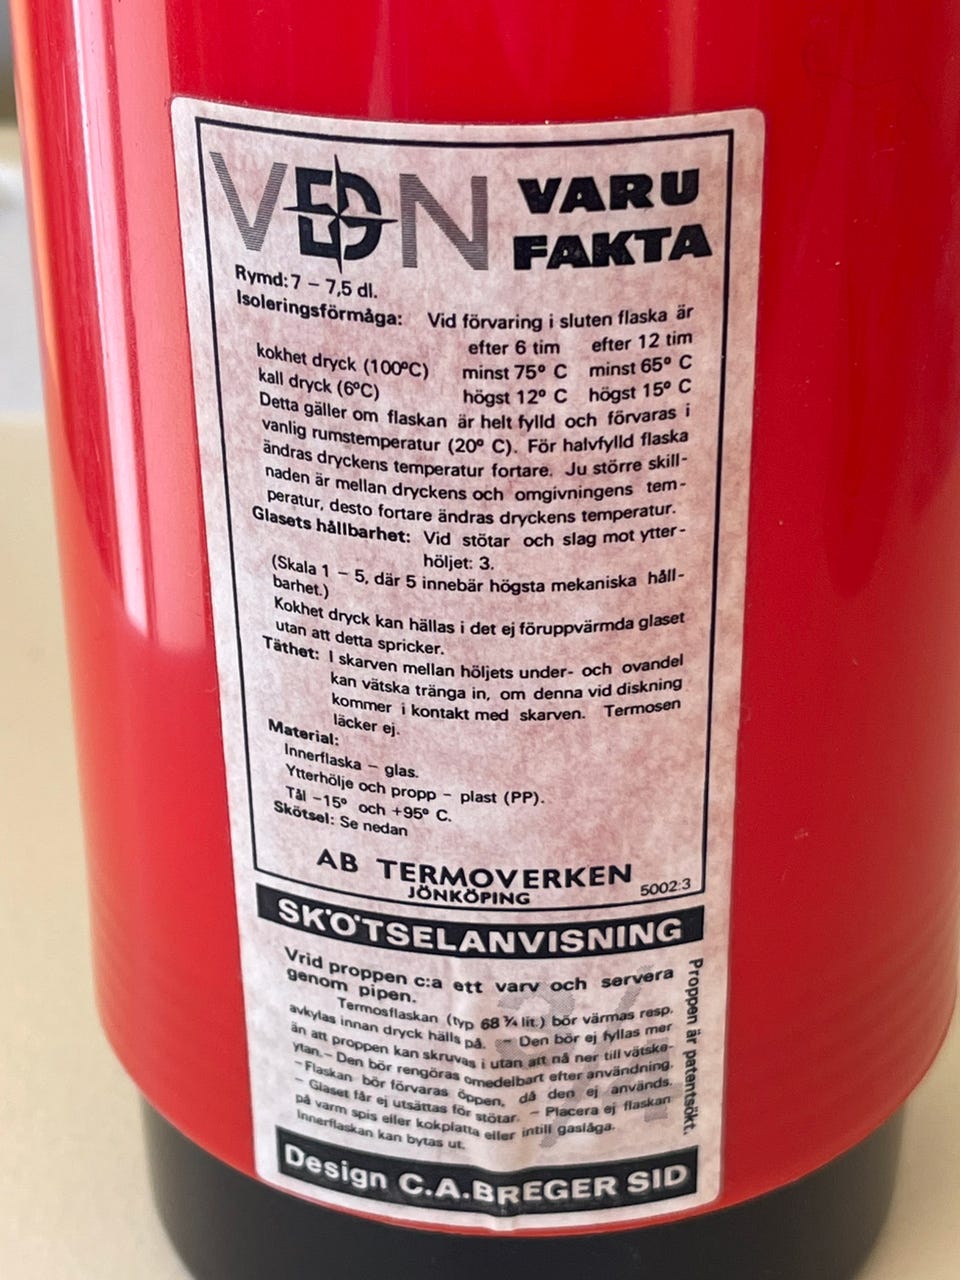 VDN VARU
FAKTA
Rymd: 7 – 7,5 dl.
Isoleringsförmåga: Vid förvaring i sluten flaska är
efter 6 tim efter 12 tim
kokhet dryck (100ºC) minst 75º C minst 65º C
kall dryck (6ºC) högst 12º C högst 15º C
Detta gäller om flaskan är helt fylld och förvaras i
vanlig rumstemperatur (20º C). För halvfylld flaska
ändras dryckens temperatur fortare. Ju större skill-
naden är mellan dryckens och omgivningens tem-
peratur, desto fortare ändras dryckens temperatur.
Glasets hållbarhet: Vid stötar och slag mot ytter-
höljet: 3.
(Skala 1 – 5, där 5 innebär högsta mekaniska håll-
barhet.)
Kokhet dryck kan hällas i det ej föruppvärmda glaset
utan att detta spricker.
Täthet: I skarven mellan höljets under- och ovandel
kan vätska tränga in, om denna vid diskning
kommer i kontakt med skarven. Termosen
läcker ej.
Material:
Innerflaska – glas.
Ytterhölje och propp – plast (PP).
Tål –15º och +95º C.
Skötsel: Se nedan
AB TERMOVERKEN
JÖNKÖPING 5002:3
SKÖTSELANVISNING
Vrid proppen c:a ett varv och servera
genom pipen.
Termosflaskan (typ 68 ¾ lit.) bör värmas resp.
avkylas innan dryck hälls på. – Den bör ej fyllas mer
än att proppen kan skruvas i utan att nå ner till vätske-
ytan. – Den bör rengöras omedelbart efter användning.
– Flaskan bör förvaras öppen, då den ej används.
– Glaset får ej utsättas för stötar. – Placera ej flaskan
på varm spis eller kokplatta eller intill gaslåga.
Innerflaskan kan bytas ut.
Proppen är patentsökt.
Design C.A.BREGER SID